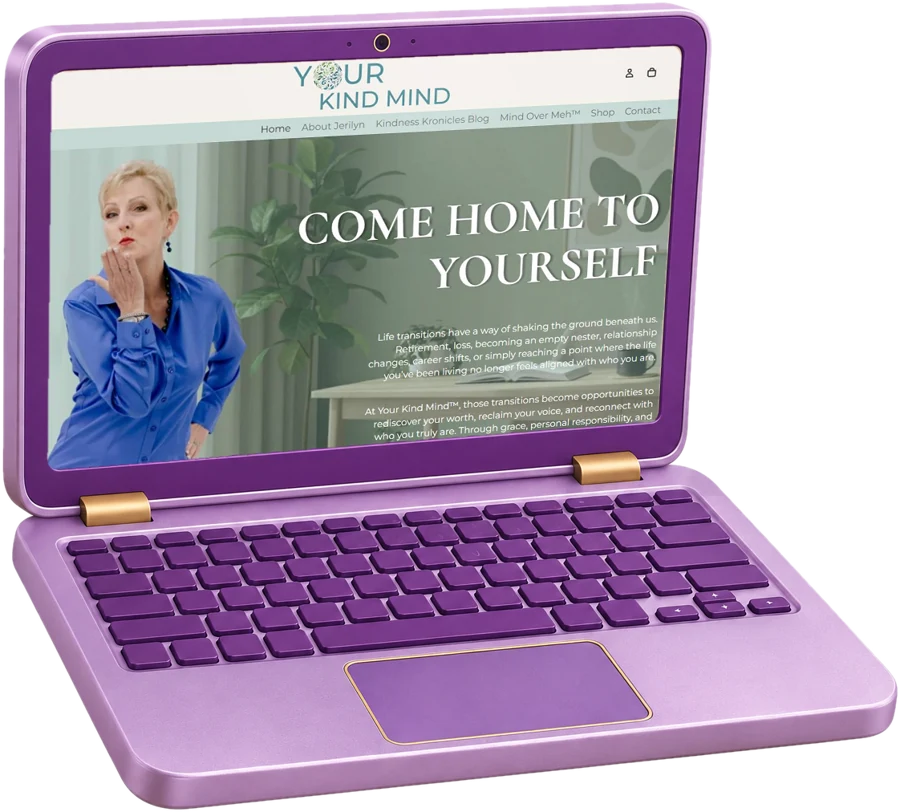 YOUR
KIND MIND
Home About Jerilyn Kindness Kronicles Blog Mind Over Meh™ Shop Contact
COME HOME TO
YOURSELF
Life transitions have a way of shaking the ground beneath us.
Retirement, loss, becoming an empty nester, relationship
changes, career shifts, or simply reaching a point where the life
you've been living no longer feels aligned with who you are.
At Your Kind Mind™, those transitions become opportunities to
rediscover your worth, reclaim your voice, and reconnect with
who you truly are. Through grace, personal responsibility, and